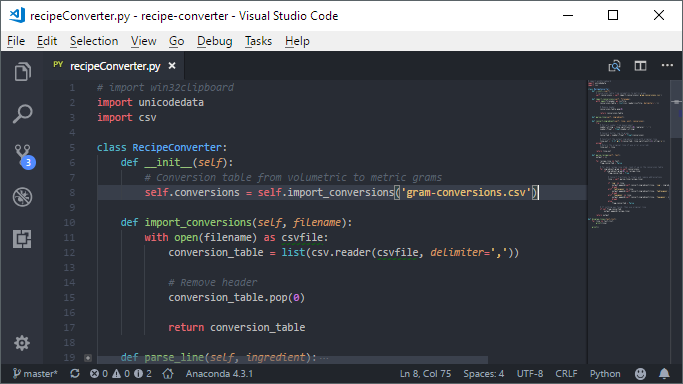 recipeConverter.py - recipe-converter - Visual Studio Code
File Edit Selection View Go Debug Tasks Help
PY recipeConverter.py
1 # import win32clipboard
2 import unicodedata
3 import csv
4
5 class RecipeConverter:
6 def __init__(self):
7 # Conversion table from volumetric to metric grams
8 self.conversions = self.import_conversions('gram-conversions.csv')
9
10 def import_conversions(self, filename):
11 with open(filename) as csvfile:
12 conversion_table = list(csv.reader(csvfile, delimiter=','))
13
14 # Remove header
15 conversion_table.pop(0)
16
17 return conversion_table
18
19 def parse_line(self, ingredient): ...
3
master* 0 0 2 Anaconda 4.3.1 Ln 8, Col 75 Spaces: 4 UTF-8 CRLF Python